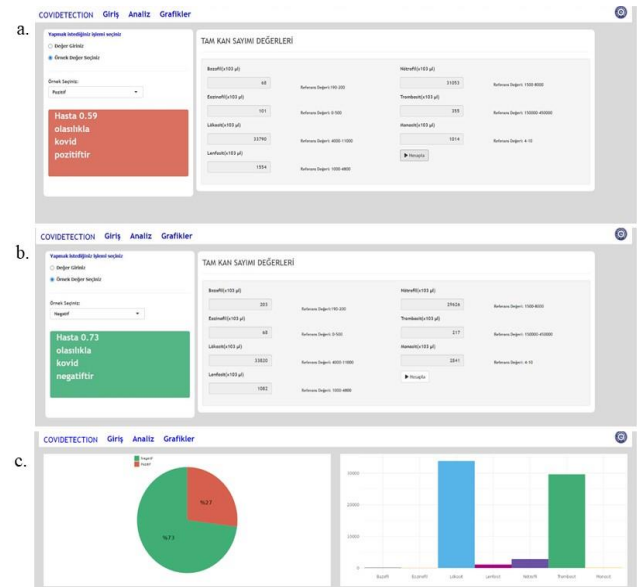 a.
COVIDETECTION Giriş Analiz Grafikler
Yapmak istediğiniz işlemi seçiniz
Değer Giriniz
Örnek Değer Seçiniz
Örnek Seçiniz:
Pozitif
Hasta 0.59
olasılıkla
kovid
pozitiftir
TAM KAN SAYIMI DEĞERLERİ
Bazofil(x103 µl)
68
Referans Değeri:100-200
Eozinofil(x103 µl)
101
Referans Değeri: 0-500
Lökosit(x103 µl)
33790
Referans Değeri: 4000-11000
Lenfosit(x103 µl)
1554
Referans Değeri: 1000-4800
Nötrofil(x103 µl)
31053
Referans Değeri: 1500-8000
Trombosit(x103 µl)
355
Referans Değeri: 150000-450000
Monosit(x103 µl)
1014
Referans Değeri: 4-10
Hesapla
b.
COVIDETECTION Giriş Analiz Grafikler
Yapmak istediğiniz işlemi seçiniz
Değer Giriniz
Örnek Değer Seçiniz
Örnek Seçiniz:
Negatif
Hasta 0.73
olasılıkla
kovid
negatiftir
TAM KAN SAYIMI DEĞERLERİ
Bazofil(x103 µl)
203
Referans Değeri:100-200
Eozinofil(x103 µl)
68
Referans Değeri: 0-500
Lökosit(x103 µl)
33820
Referans Değeri: 4000-11000
Lenfosit(x103 µl)
1082
Referans Değeri: 1000-4800
Nötrofil(x103 µl)
29626
Referans Değeri: 1500-8000
Trombosit(x103 µl)
217
Referans Değeri: 150000-450000
Monosit(x103 µl)
2841
Referans Değeri: 4-10
Hesapla
c.
COVIDETECTION Giriş Analiz Grafikler
Negatif
Pozitif
%27
%73
30000
20000
10000
0
Bazofil Eozinofil Lökosit Lenfosit Nötrofil Trombosit Monosit